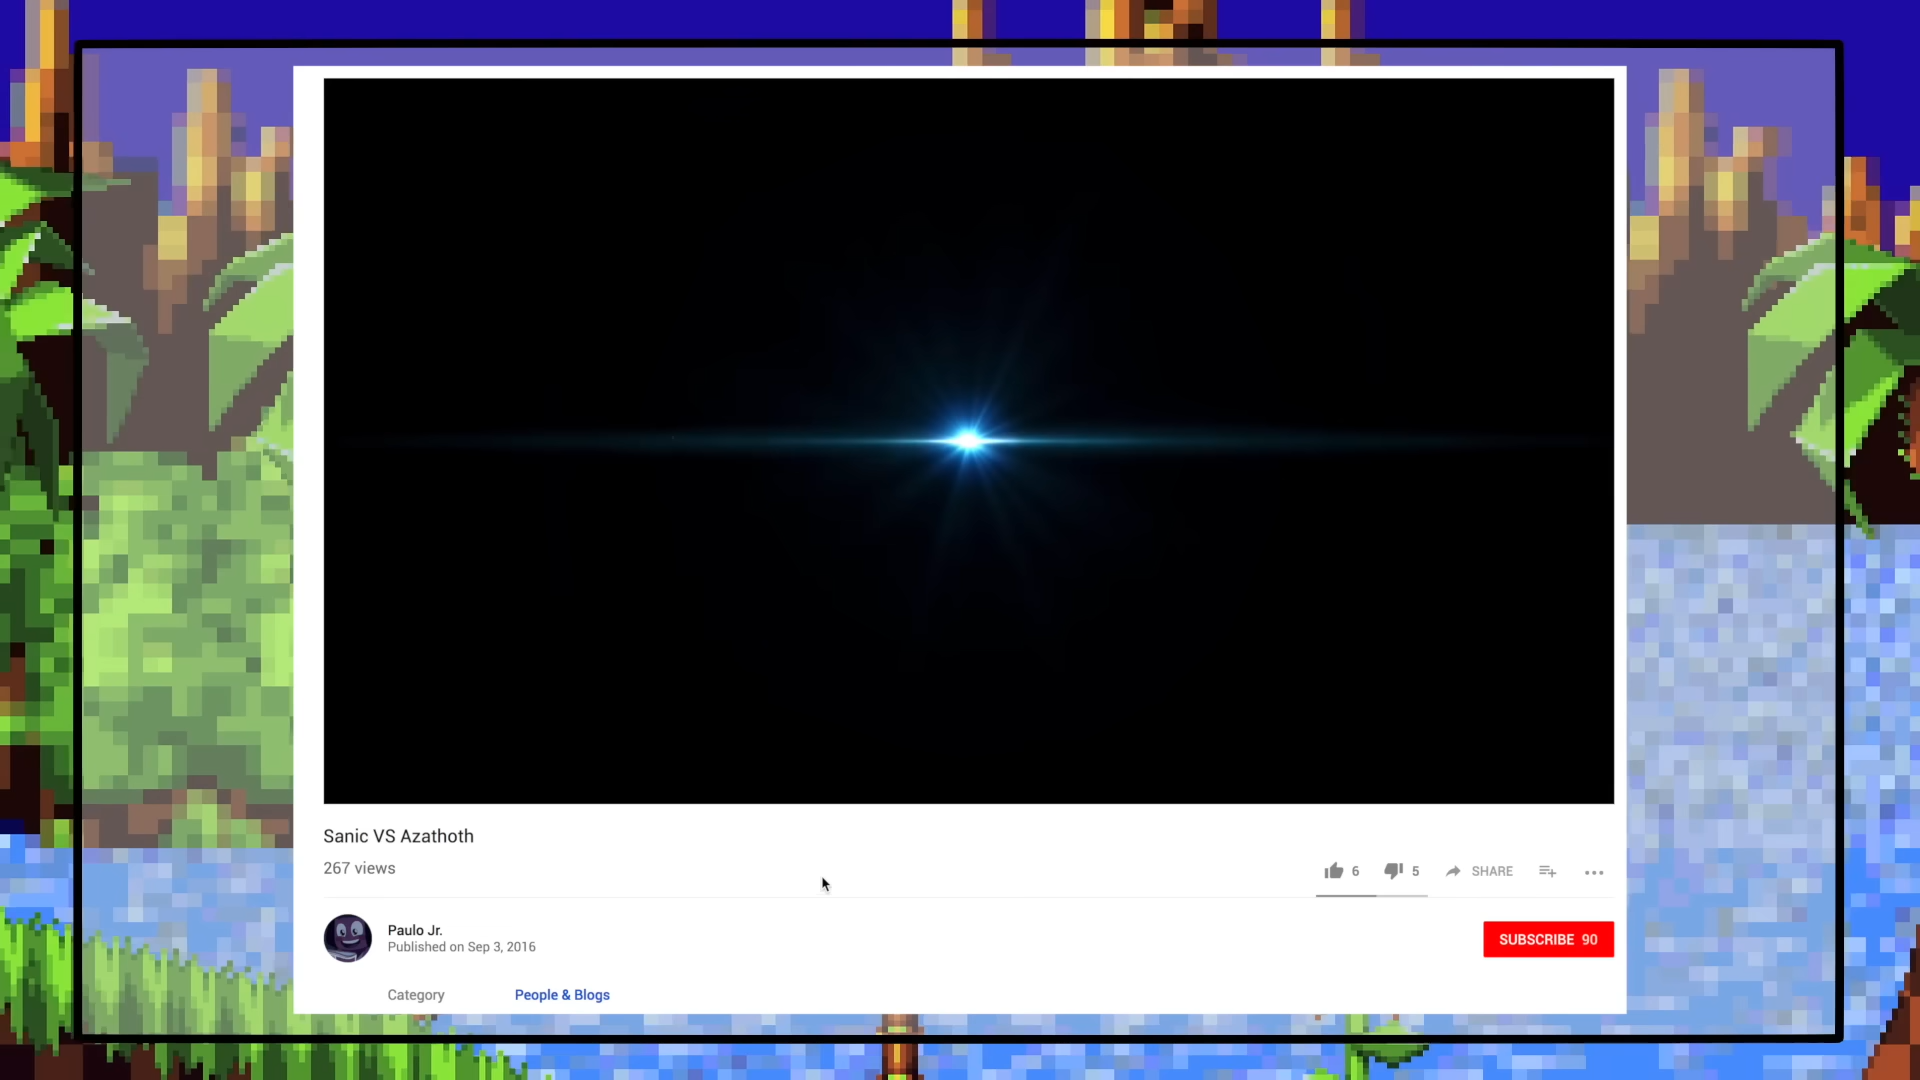 Sanic VS Azathoth
267 views
6 5 SHARE
Paulo Jr.
Published on Sep 3, 2016
SUBSCRIBE 90
Category People & Blogs